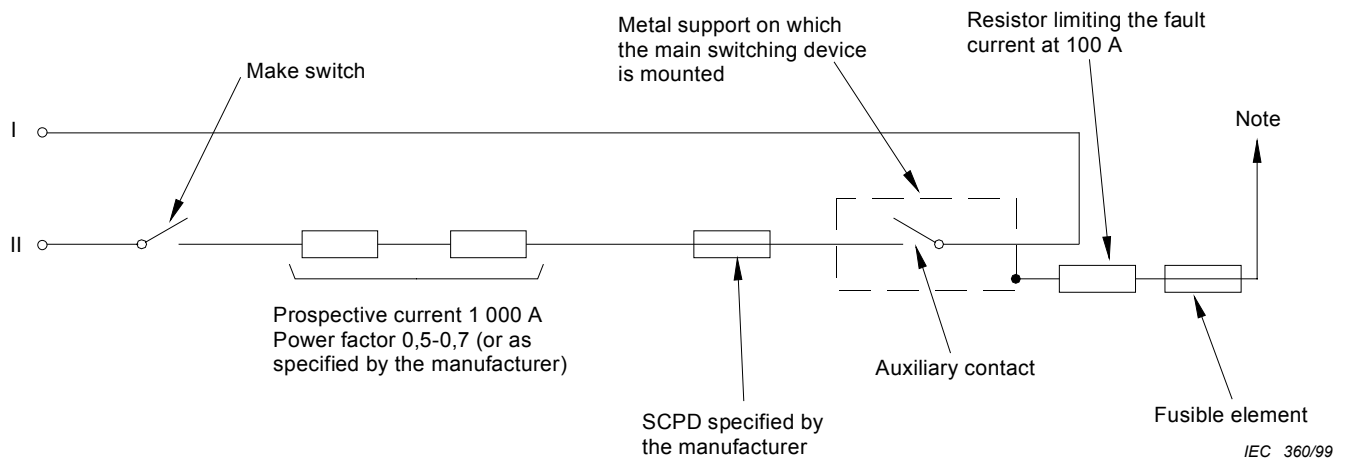 Metal support on which
the main switching device
is mounted
Resistor limiting the fault
current at 100 A
Make switch
Note
I
II
Prospective current 1 000 A
Power factor 0,5-0,7 (or as
specified by the manufacturer)
Auxiliary contact
SCPD specified by
the manufacturer
Fusible element
IEC 360/99